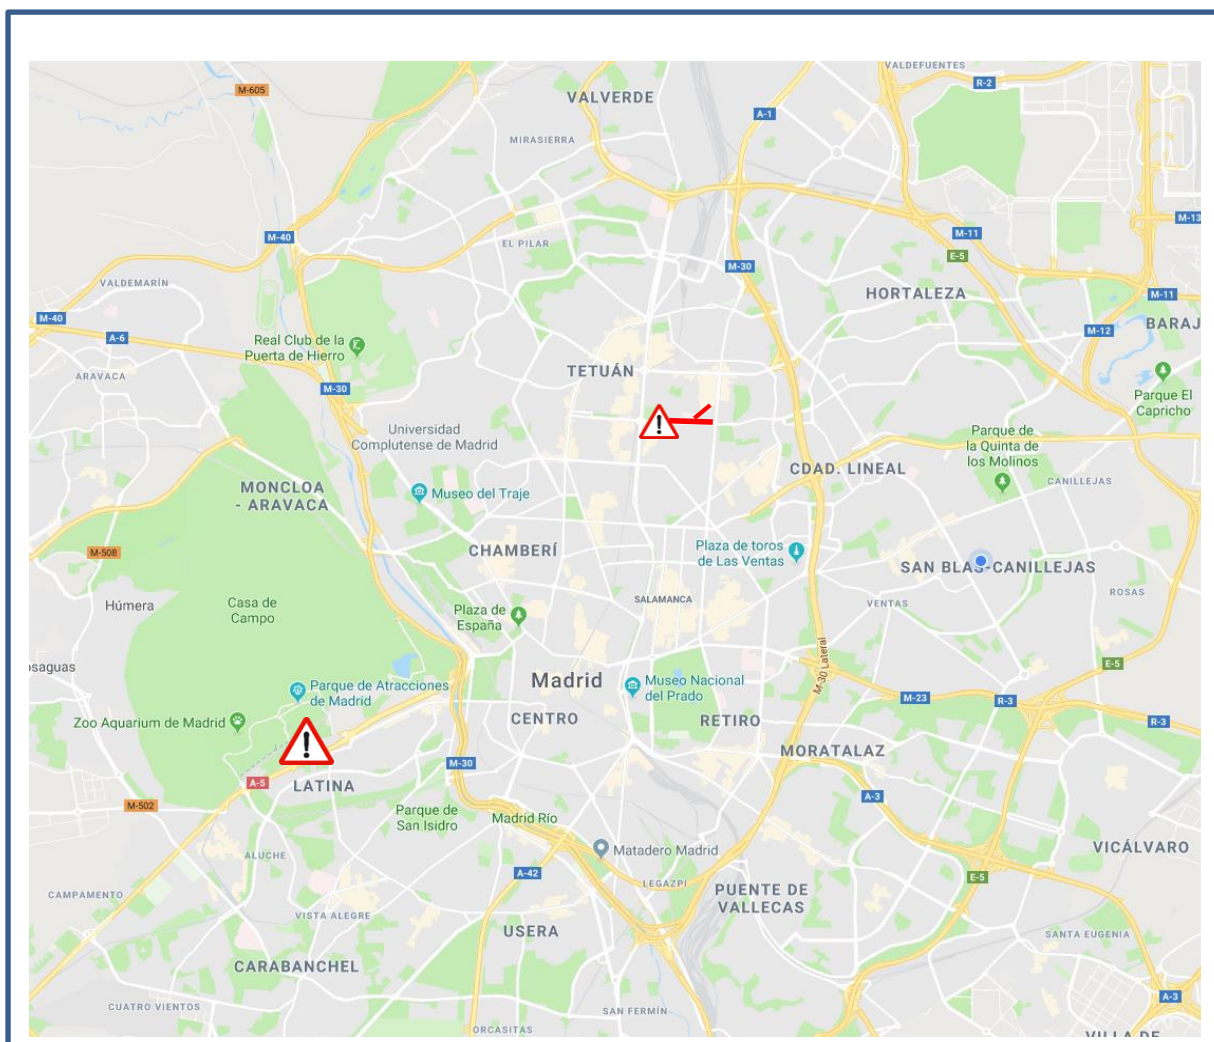 VALDEFUENTES
R-2
M-605
VALVERDE
A-1
MIRASIERRA
M-13
M-40
EL PILAR
M-11
E-5
M-30
VALDEMARÍN
HORTALEZA
M-11
M-40
BARAJ
M-12
A-6
Real Club de la
Puerta de Hierro
TETUÁN
ARAVACA
M-30
Parque El
Capricho
Universidad
Complutense de Madrid
Parque de
la Quinta de
los Molinos
CDAD. LINEAL
MONCLOA
- ARAVACA
Museo del Traje
CANILLEJAS
M-508
CHAMBERÍ
Plaza de toros
de Las Ventas
SAN BLAS-CANILLEJAS
ROSAS
Húmera
Casa de
Campo
Plaza de
España
SALAMANCA
VENTAS
osaguas
M-30 Lateral
E-5
Parque de Atracciones
de Madrid
Madrid
Museo Nacional
del Prado
M-23
R-3
R-3
Zoo Aquarium de Madrid
CENTRO
RETIRO
MORATALAZ
M-30
A-5
LATINA
A-3
M-502
Parque de
San Isidro
Madrid Río
Matadero Madrid
VICÁLVARO
ALUCHE
A-42
LEGAZPI
E-5
CAMPAMENTO
PUENTE DE
VALLECAS
VISTA ALEGRE
USERA
SANTA EUGENIA
CARABANCHEL
A-3
CUATRO VIENTOS
SAN FERMÍN
ORCASITAS
VILLA DE